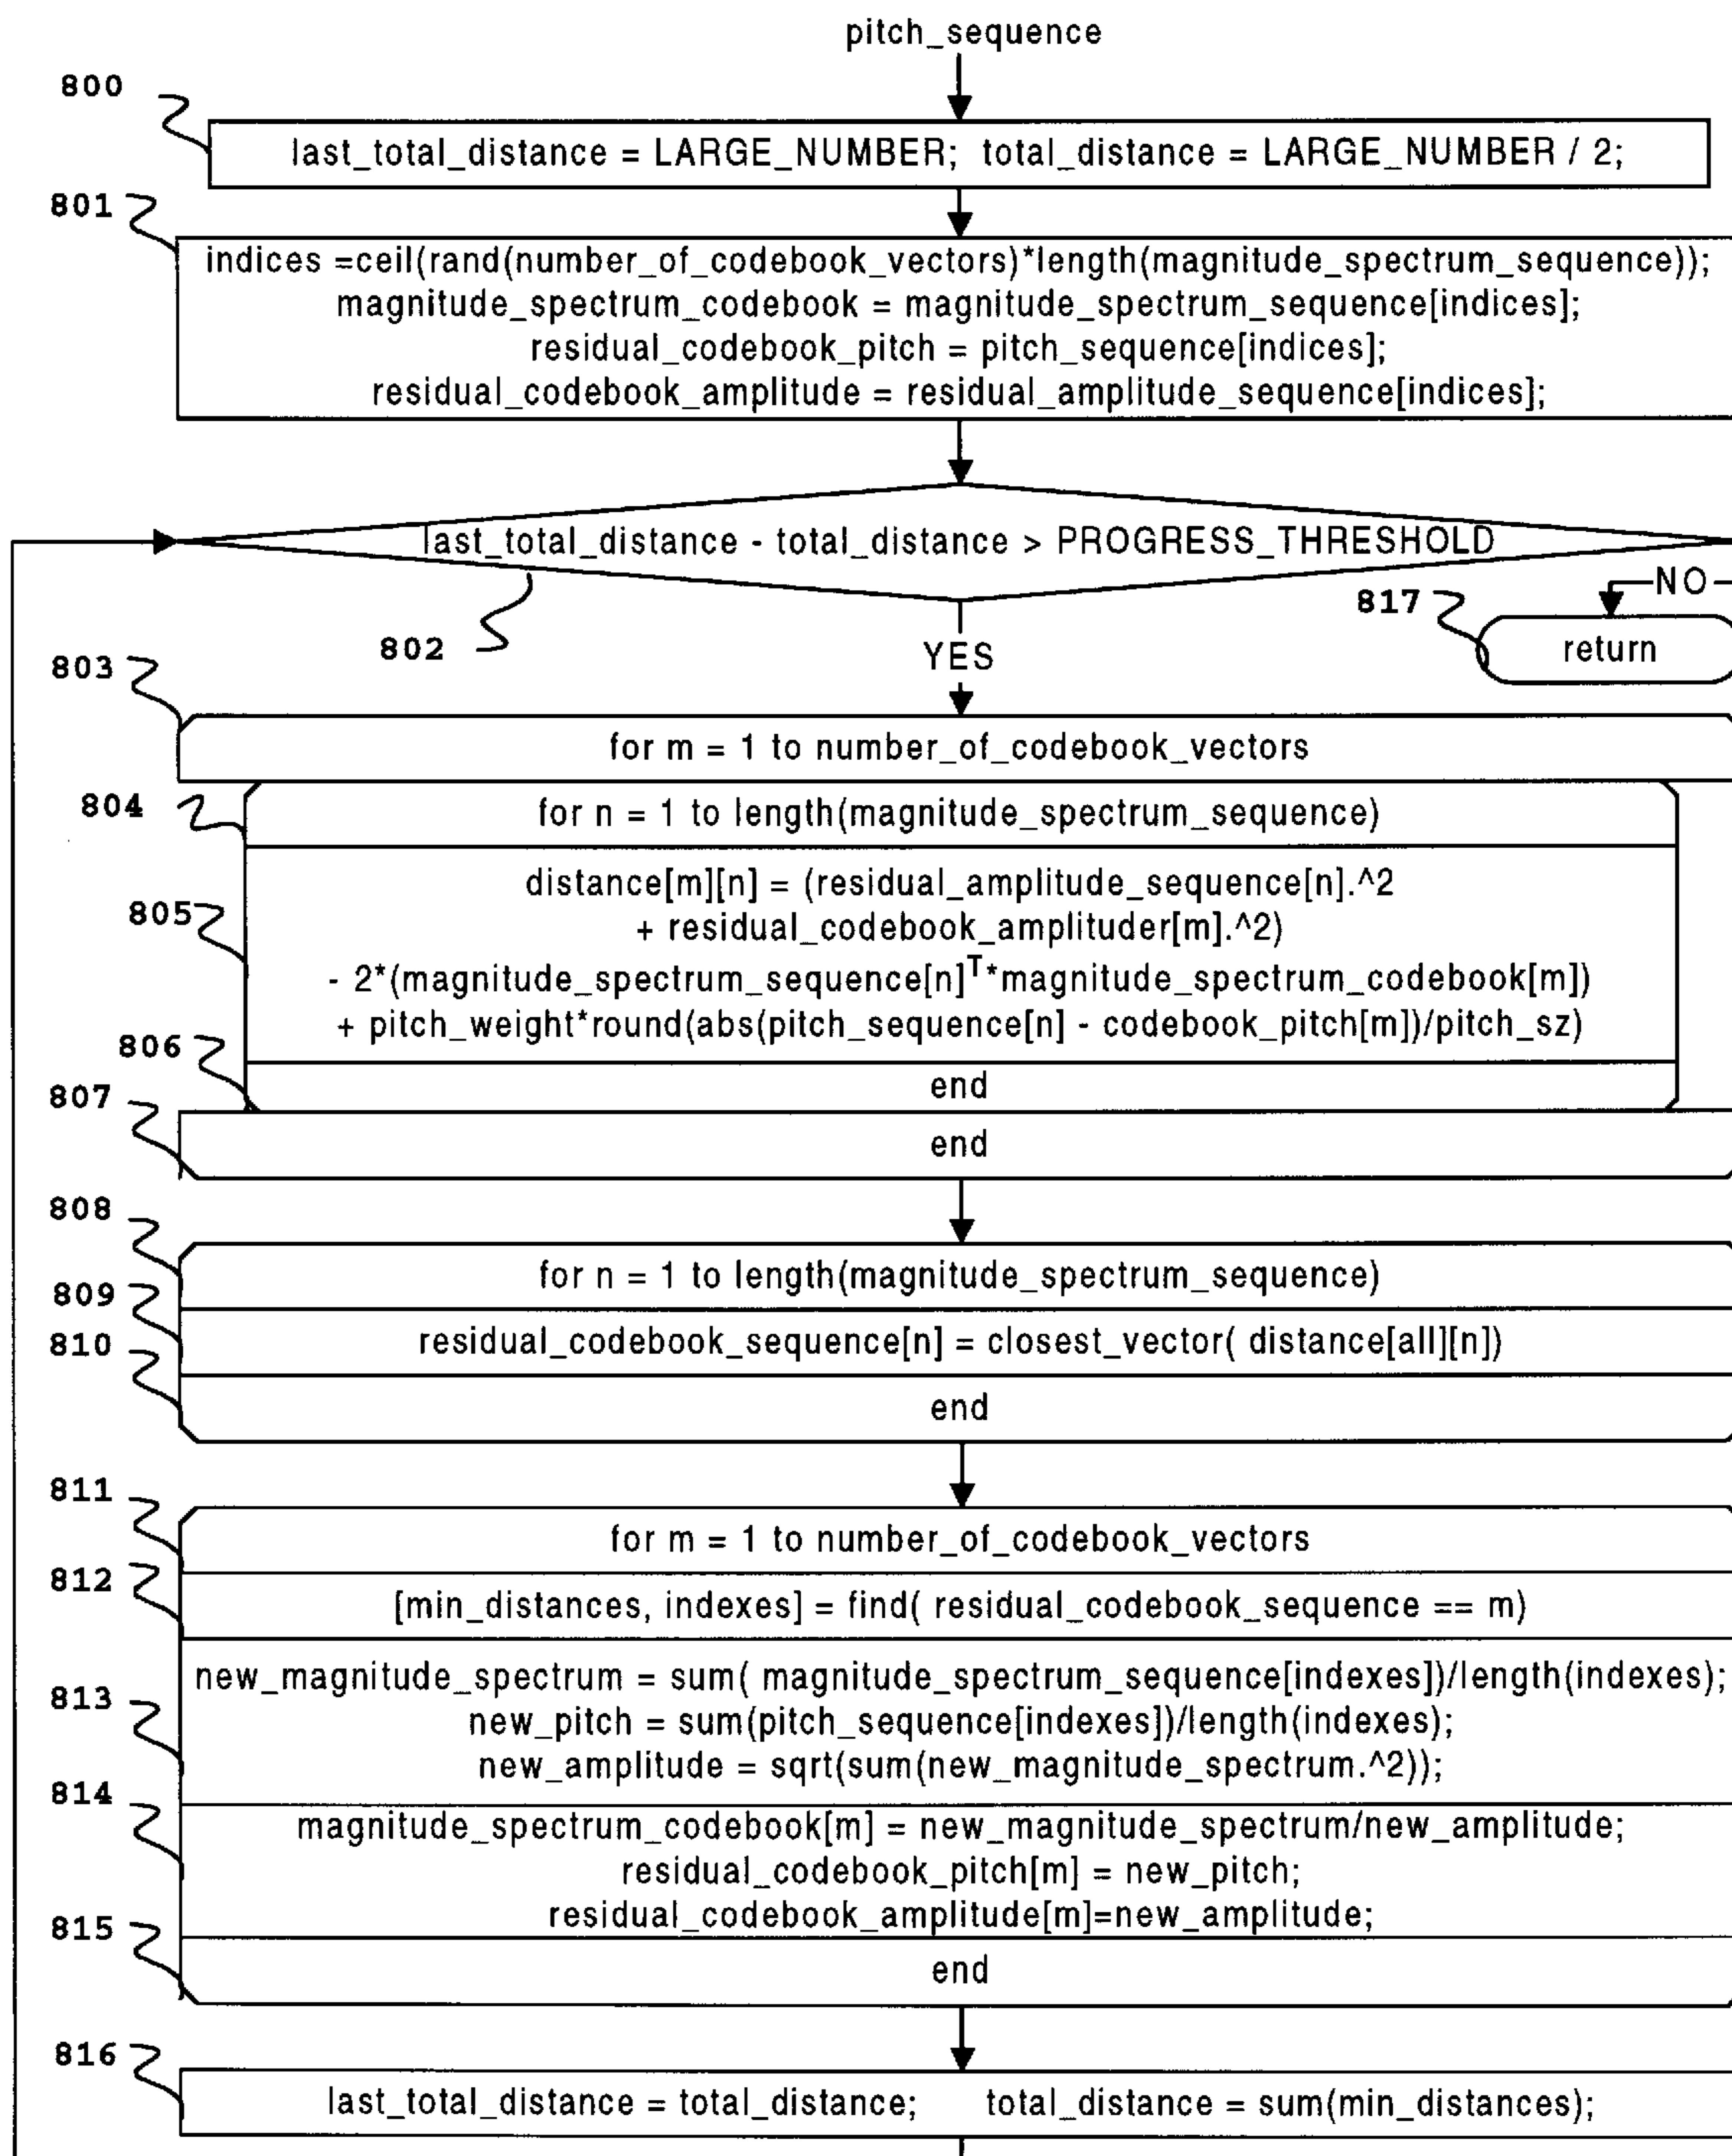 pitch_sequence
800
last_total_distance = LARGE_NUMBER; total_distance = LARGE_NUMBER / 2;
801
indices =ceil(rand(number_of_codebook_vectors)*length(magnitude_spectrum_sequence));
magnitude_spectrum_codebook = magnitude_spectrum_sequence[indices];
residual_codebook_pitch = pitch_sequence[indices];
residual_codebook_amplitude = residual_amplitude_sequence[indices];
last_total_distance - total_distance > PROGRESS_THRESHOLD
802
YES
NO
817
return
803
for m = 1 to number_of_codebook_vectors
804
for n = 1 to length(magnitude_spectrum_sequence)
805
distance[m][n] = (residual_amplitude_sequence[n].^2
+ residual_codebook_amplituder[m].^2)
- 2*(magnitude_spectrum_sequence[n]^T*magnitude_spectrum_codebook[m])
+ pitch_weight*round(abs(pitch_sequence[n] - codebook_pitch[m])/pitch_sz)
806
end
807
end
808
for n = 1 to length(magnitude_spectrum_sequence)
809
residual_codebook_sequence[n] = closest_vector( distance[all][n])
810
end
811
for m = 1 to number_of_codebook_vectors
812
[min_distances, indexes] = find( residual_codebook_sequence == m)
813
new_magnitude_spectrum = sum( magnitude_spectrum_sequence[indexes])/length(indexes);
new_pitch = sum(pitch_sequence[indexes])/length(indexes);
new_amplitude = sqrt(sum(new_magnitude_spectrum.^2));
814
magnitude_spectrum_codebook[m] = new_magnitude_spectrum/new_amplitude;
residual_codebook_pitch[m] = new_pitch;
residual_codebook_amplitude[m]=new_amplitude;
815
end
816
last_total_distance = total_distance; total_distance = sum(min_distances);